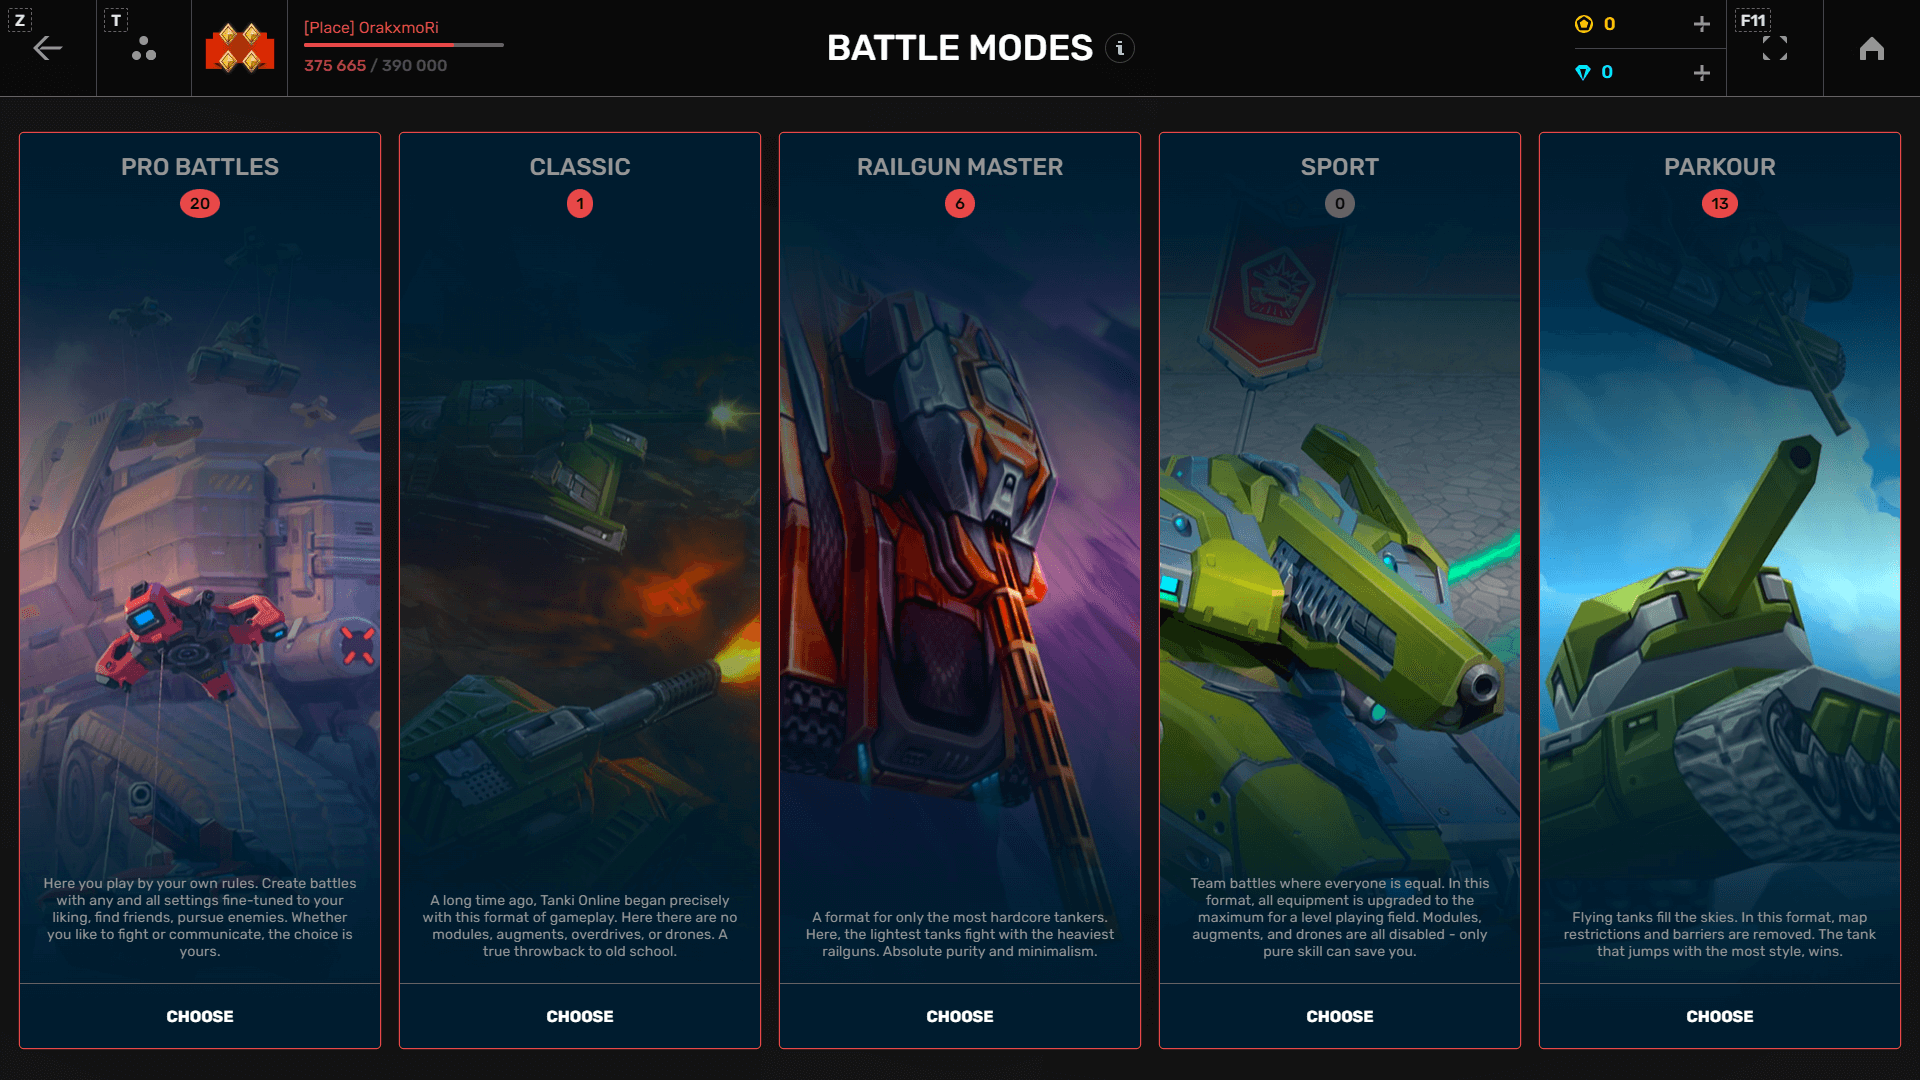 Z
T
[Place] OrakxmoRi
375 665 / 390 000
BATTLE MODES i
0
0
F11
PRO BATTLES
20
Here you play by your own rules. Create battles
with any and all settings fine-tuned to your
liking, find friends, pursue enemies. Whether
you like to fight or communicate, the choice is
yours.
CHOOSE
CLASSIC
1
A long time ago, Tanki Online began precisely
with this format of gameplay. Here there are no
modules, augments, overdrives, or drones. A
true throwback to old school.
CHOOSE
RAILGUN MASTER
6
A format for only the most hardcore tankers.
Here, the lightest tanks fight with the heaviest
railguns. Absolute purity and minimalism.
CHOOSE
SPORT
0
Team battles where everyone is equal. In this
format, all equipment is upgraded to the
maximum for a level playing field. Modules,
augments, and drones are all disabled - only
pure skill can save you.
CHOOSE
PARKOUR
13
Flying tanks fill the skies. In this format, map
restrictions and barriers are removed. The tank
that jumps with the most style, wins.
CHOOSE